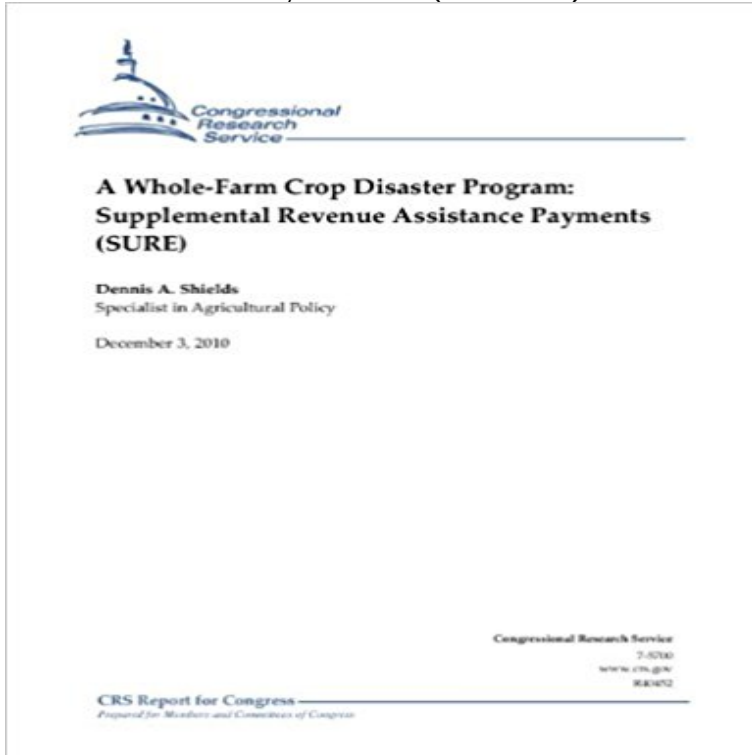 Congressional
Research
Service
A Whole-Farm Crop Disaster Program:
Supplemental Revenue Assistance Payments
(SURE)
Dennis A. Shields
Specialist in Agricultural Policy
December 3, 2010
Congressional Research Service
7-5700
www.crs.gov
R40452
CRS Report for Congress
Prepared for Members and Committees of Congress